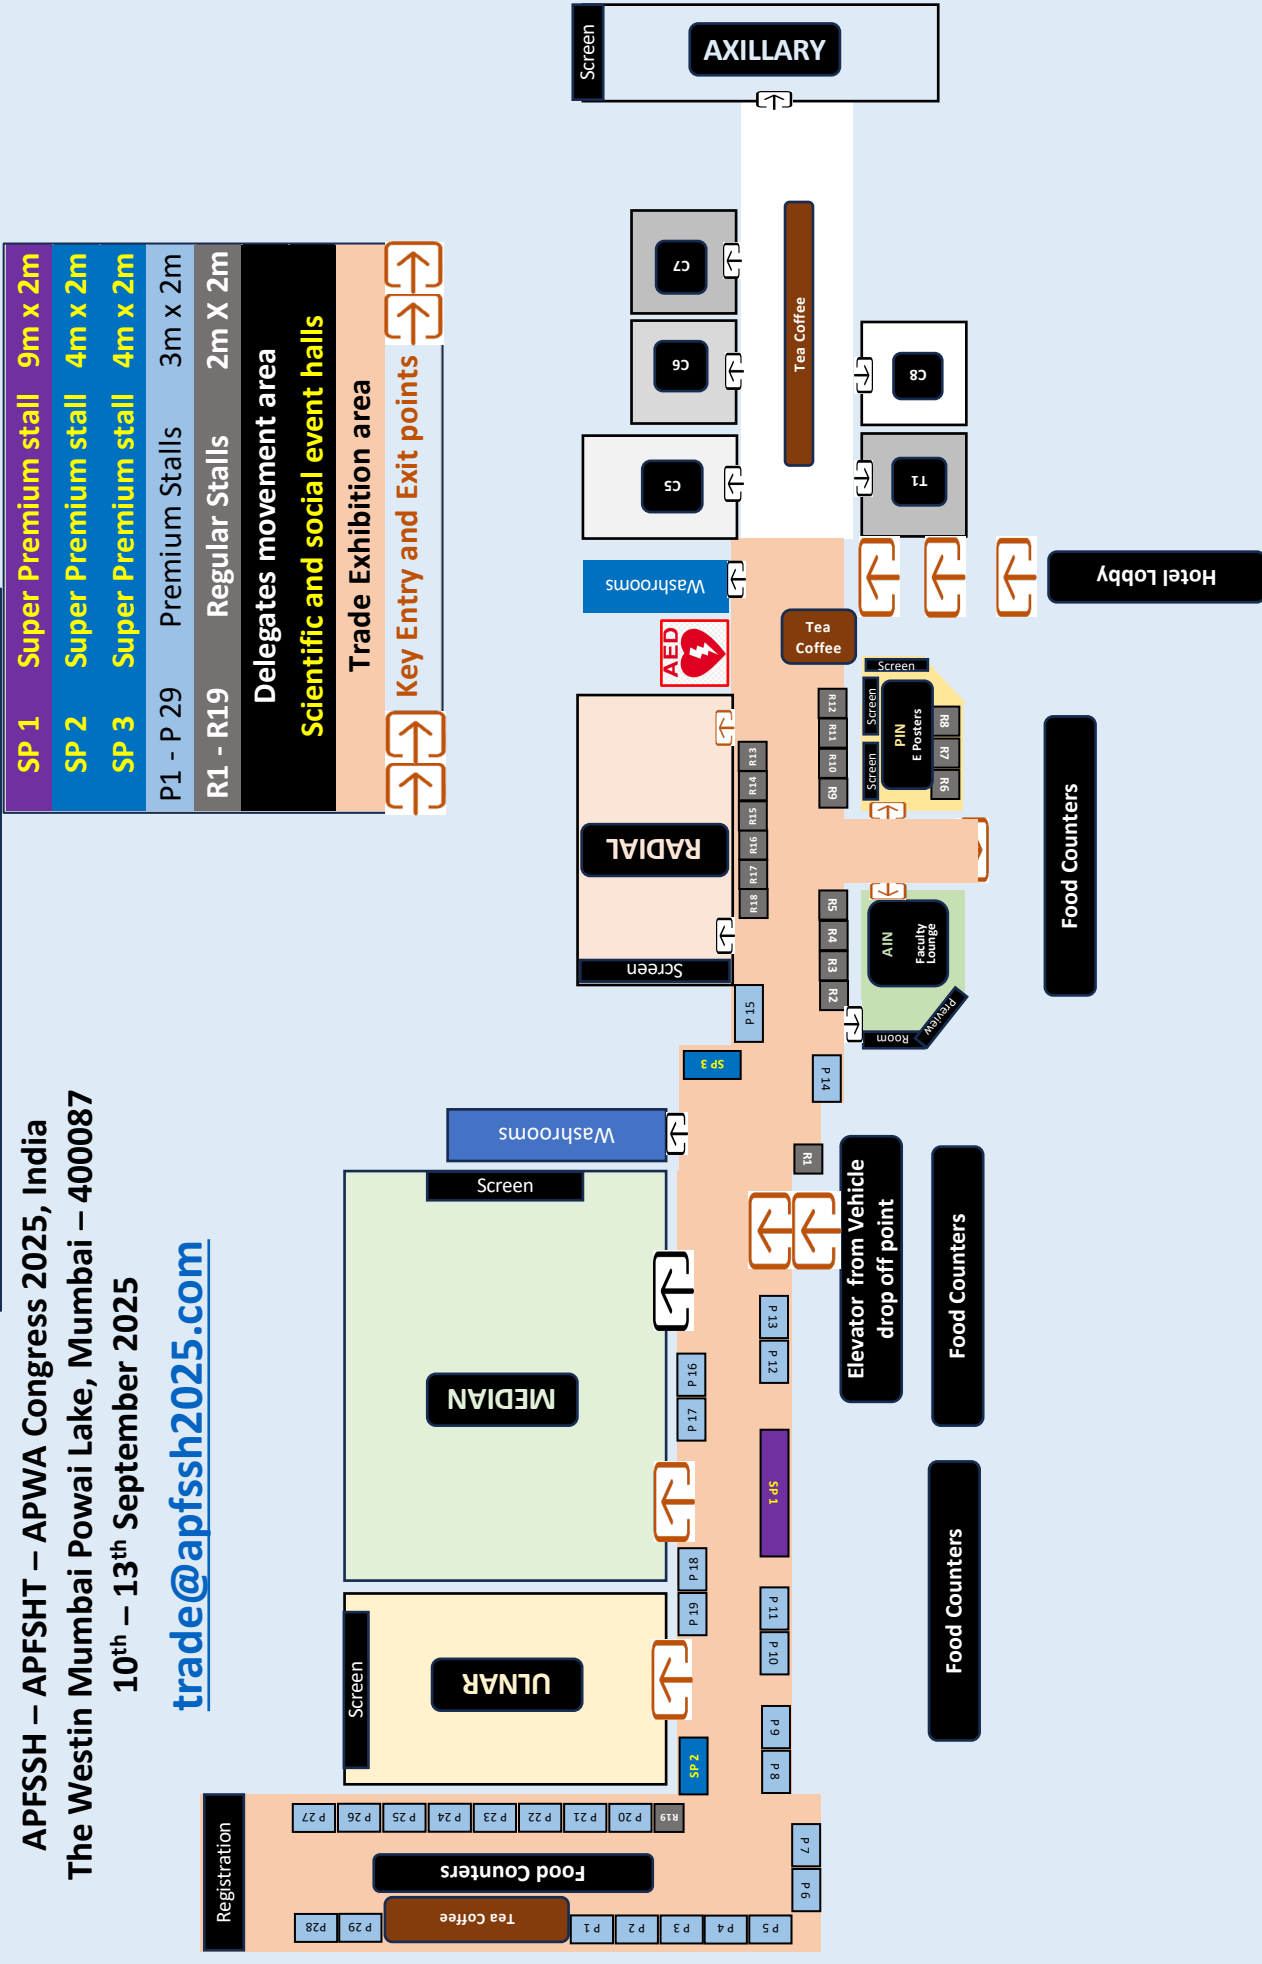 APFSSH – APFSHT – APWA Congress 2025, India
The Westin Mumbai Powai Lake, Mumbai – 400087
10th – 13th September 2025
trade@apfssh2025.com
SP 1 Super Premium stall 9m x 2m
SP 2 Super Premium stall 4m x 2m
SP 3 Super Premium stall 4m x 2m
P1 - P 29 Premium Stalls 3m x 2m
R1 - R19 Regular Stalls 2m X 2m
Delegates movement area
Scientific and social event halls
Trade Exhibition area
Key Entry and Exit points
Registration
P 27
P 26
P 25
P 24
P 23
P 22
P 21
P 20
R19
Food Counters
Tea Coffee
P28
P 29
P 1
P 2
P 3
P 4
P 5
P 6
P 7
Screen
ULNAR
SP 2
P 8
P 9
P 10
P 11
P 19
P 18
SP 1
MEDIAN
Screen
P 17
P 16
P 12
P 13
Elevator from Vehicle
drop off point
Food Counters
Food Counters
Washrooms
R1
SP 3
P 14
P 15
Screen
RADIAL
R18
R17
R16
R15
R14
R13
R2
R3
R4
R5
Room
Preview
AIN
Faculty
Lounge
R9
R10
R11
R12
Screen
Screen
Screen
PIN
E Posters
R6
R7
R8
Food Counters
AED
Washrooms
Tea
Coffee
Hotel Lobby
C5
C6
C7
Tea Coffee
T1
C8
Screen
AXILLARY